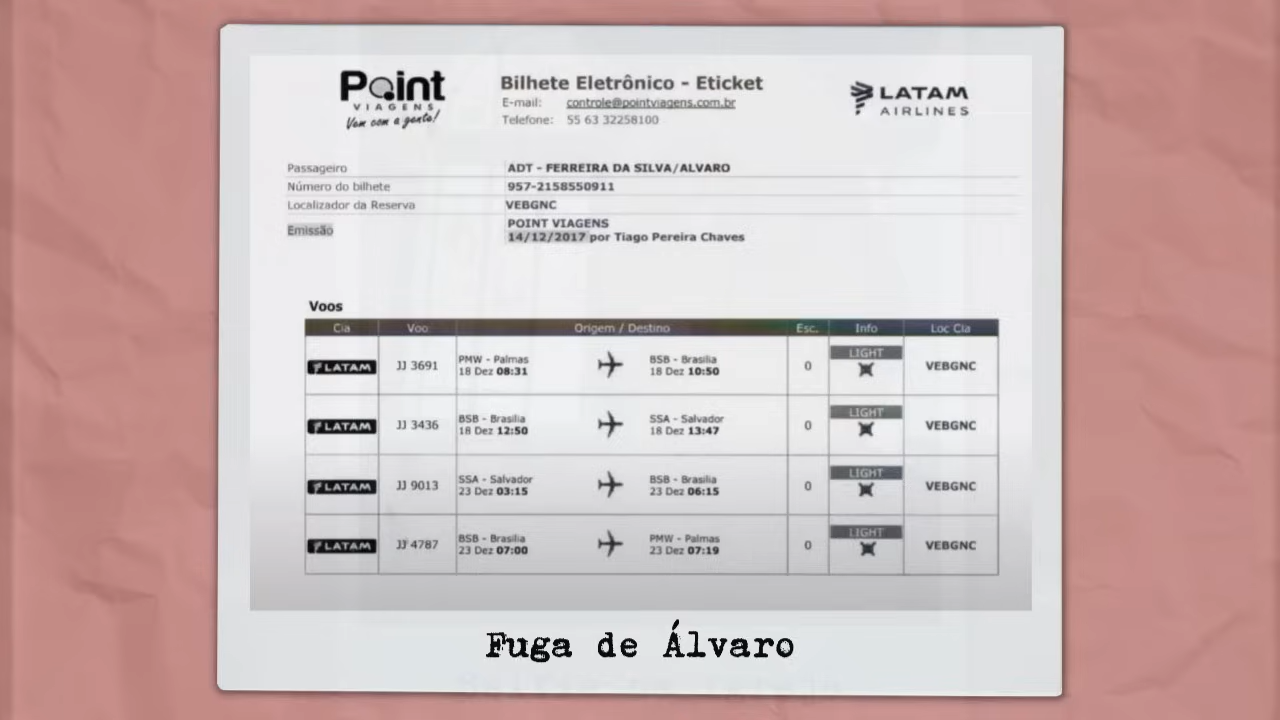 Point
VIAGENS
Vem com a gente!
Bilhete Eletrônico - Eticket
E-mail: controle@pointviagens.com.br
Telefone: 55 63 32258100
LATAM
AIRLINES
Passageiro ADT - FERREIRA DA SILVA/ALVARO
Número do bilhete 957-2158550911
Localizador da Reserva VEBGNC
Emissão POINT VIAGENS
14/12/2017 por Tiago Pereira Chaves
Voos
Cia Voo Origem / Destino Esc. Info Loc Cia
LATAM JJ 3691 PMW - Palmas 18 Dez 08:31 BSB - Brasilia 18 Dez 10:50 0 LIGHT VEBGNC
LATAM JJ 3436 BSB - Brasilia 18 Dez 12:50 SSA - Salvador 18 Dez 13:47 0 LIGHT VEBGNC
LATAM JJ 9013 SSA - Salvador 23 Dez 03:15 BSB - Brasilia 23 Dez 06:15 0 LIGHT VEBGNC
LATAM JJ 4787 BSB - Brasilia 23 Dez 07:00 PMW - Palmas 23 Dez 07:19 0 LIGHT VEBGNC
Fuga de Álvaro